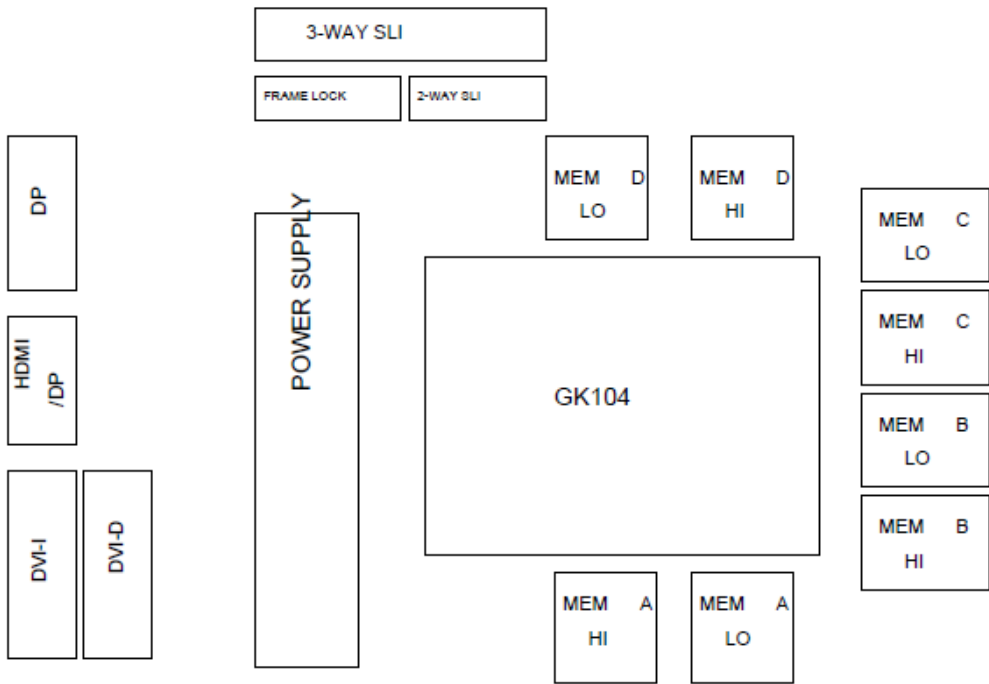 3-WAY SLI
FRAME LOCK
2-WAY SLI
DP
HDMI
/DP
DVI-I
DVI-D
POWER SUPPLY
MEM D
LO
MEM D
HI
GK104
MEM C
LO
MEM C
HI
MEM B
LO
MEM B
HI
MEM A
HI
MEM A
LO